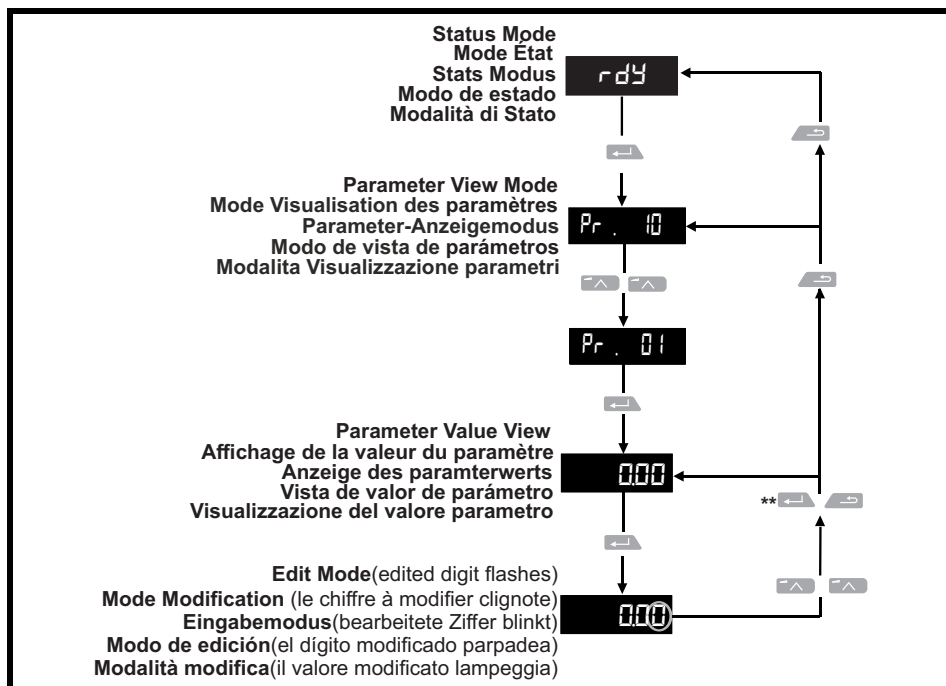 Status Mode
Mode État
Stats Modus
Modo de estado
Modalità di Stato
rdy
Parameter View Mode
Mode Visualisation des paramètres
Parameter-Anzeigemodus
Modo de vista de parámetros
Modalita Visualizzazione parametri
Pr . 10
Pr . 01
Parameter Value View
Affichage de la valeur du paramètre
Anzeige des paramterwerts
Vista de valor de parámetro
Visualizzazione del valore parametro
0.00
**
Edit Mode(edited digit flashes)
Mode Modification (le chiffre à modifier clignote)
Eingabemodus(bearbeitete Ziffer blinkt)
Modo de edición(el dígito modificado parpadea)
Modalità modifica(il valore modificato lampeggia)
0.00